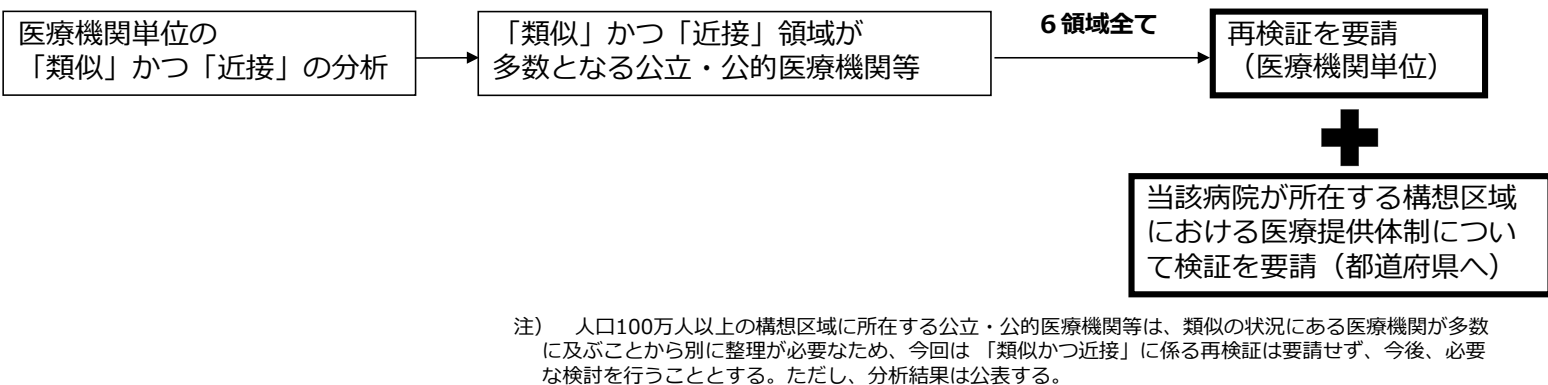 医療機関単位の
「類似」かつ「近接」の分析
「類似」かつ「近接」領域が
多数となる公立・公的医療機関等
６領域全て
再検証を要請
（医療機関単位）
当該病院が所在する構想区域
における医療提供体制につい
て検証を要請（都道府県へ）
注）　人口100万人以上の構想区域に所在する公立・公的医療機関等は、類似の状況にある医療機関が多数
に及ぶことから別に整理が必要なため、今回は 「類似かつ近接」に係る再検証は要請せず、今後、必要
な検討を行うこととする。ただし、分析結果は公表する。